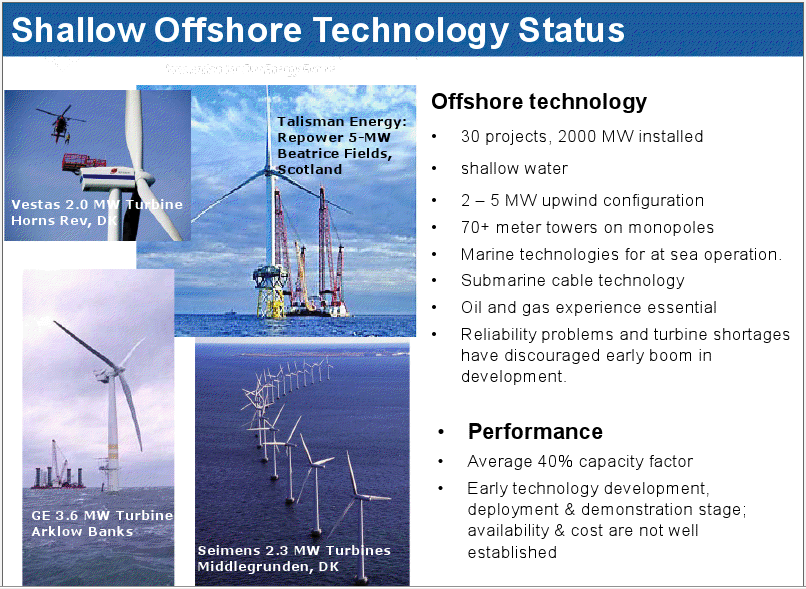 Shallow Offshore Technology Status
Talisman Energy:
Repower 5-MW
Beatrice Fields,
Scotland
Vestas 2.0 MW Turbine
Horns Rev, DK
GE 3.6 MW Turbine
Arklow Banks
Seimens 2.3 MW Turbines
Middlegrunden, DK
Offshore technology
• 30 projects, 2000 MW installed
• shallow water
• 2 – 5 MW upwind configuration
• 70+ meter towers on monopoles
• Marine technologies for at sea operation.
• Submarine cable technology
• Oil and gas experience essential
• Reliability problems and turbine shortages
have discouraged early boom in
development.
• Performance
• Average 40% capacity factor
• Early technology development,
deployment & demonstration stage;
availability & cost are not well
established